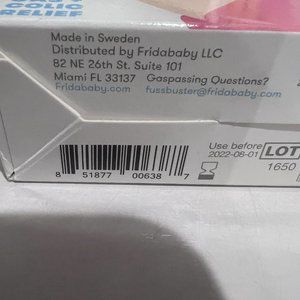 COLIC
RELIEF
Made in Sweden
Distributed by Fridababy LLC
82 NE 26th St. Suite 101
Miami FL 33137 Gaspassing Questions?
Fridababy.com fussbuster@fridababy.com
Use before LOT
2022-08-01 1650
8 51877 00638 7